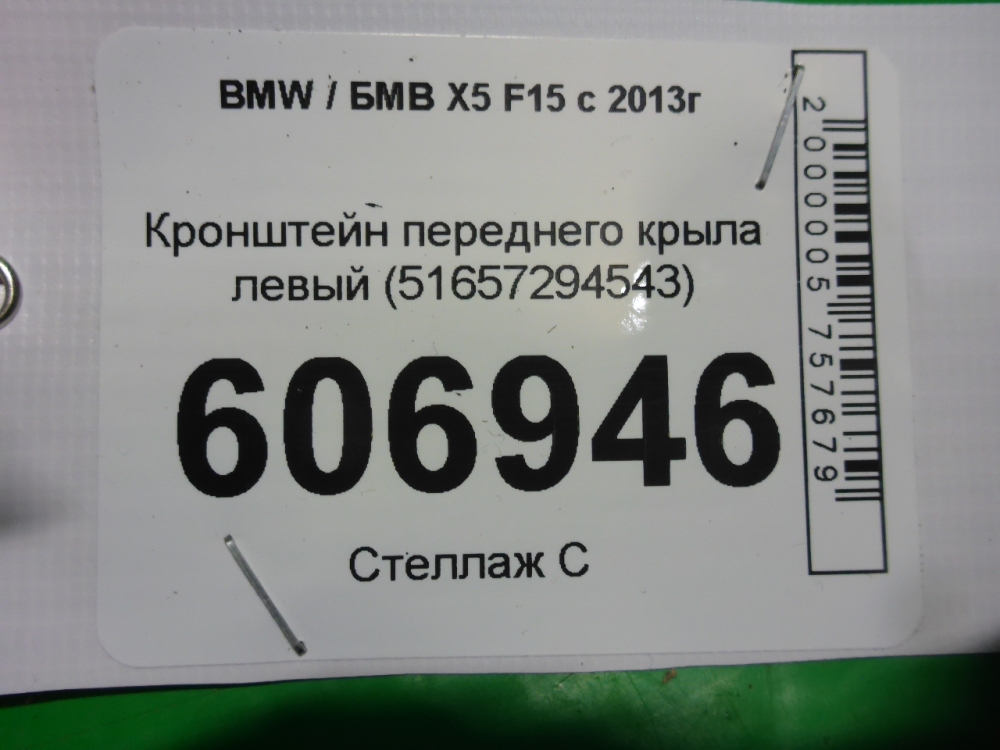 BMW / БМВ X5 F15 с 2013г
Кронштейн переднего крыла
левый (51657294543)
606946
Стеллаж С
2000005757679